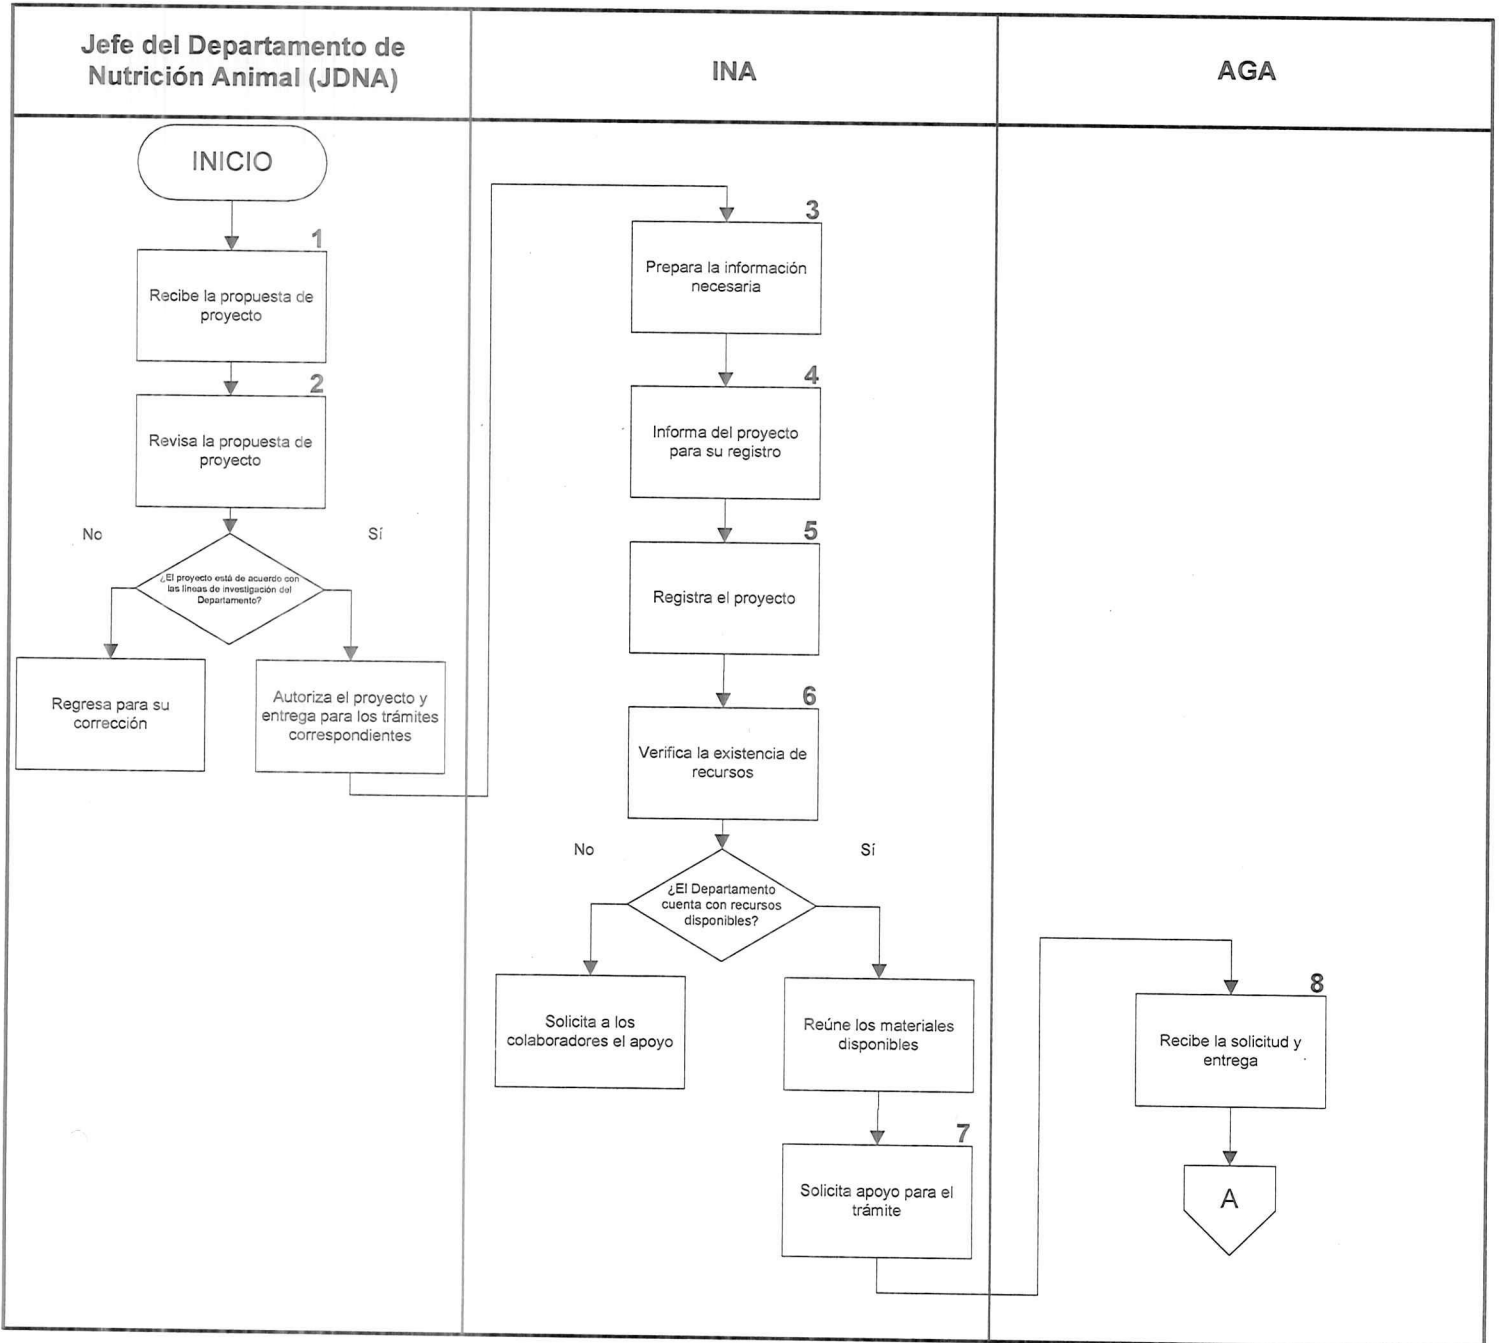 Jefe del Departamento de
Nutrición Animal (JDNA)
INA
AGA
INICIO
1
Recibe la propuesta de
proyecto
2
Revisa la propuesta de
proyecto
No
Sí
¿El proyecto está de acuerdo con
las líneas de investigación del
Departamento?
Regresa para su
corrección
Autoriza el proyecto y
entrega para los trámites
correspondientes
3
Prepara la información
necesaria
4
Informa del proyecto
para su registro
5
Registra el proyecto
6
Verifica la existencia de
recursos
No
Sí
¿El Departamento
cuenta con recursos
disponibles?
Solicita a los
colaboradores el apoyo
Reúne los materiales
disponibles
7
Solicita apoyo para el
trámite
8
Recibe la solicitud y
entrega
A